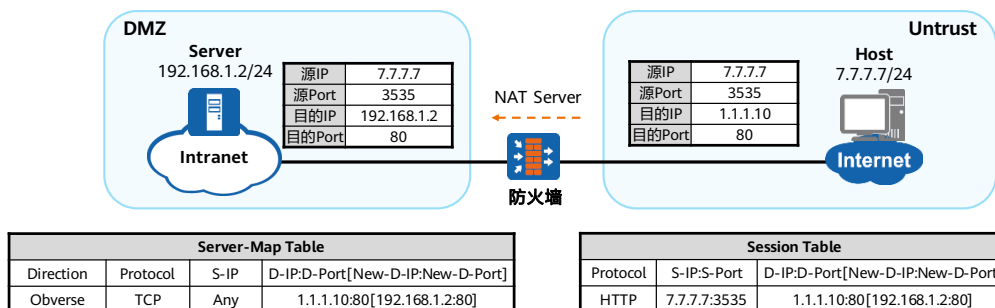 DMZ
Untrust
Server
192.168.1.2/24
Host
7.7.7.7/24
源IP 7.7.7.7
源Port 3535
目的IP 192.168.1.2
目的Port 80
NAT Server
源IP 7.7.7.7
源Port 3535
目的IP 1.1.1.10
目的Port 80
Intranet
Internet
防火墙
Server-Map Table
Direction Protocol S-IP D-IP:D-Port[New-D-IP:New-D-Port]
Obverse TCP Any 1.1.1.10:80[192.168.1.2:80]
Session Table
Protocol S-IP:S-Port D-IP:D-Port[New-D-IP:New-D-Port
HTTP 7.7.7.7:3535 1.1.1.10:80[192.168.1.2:80]